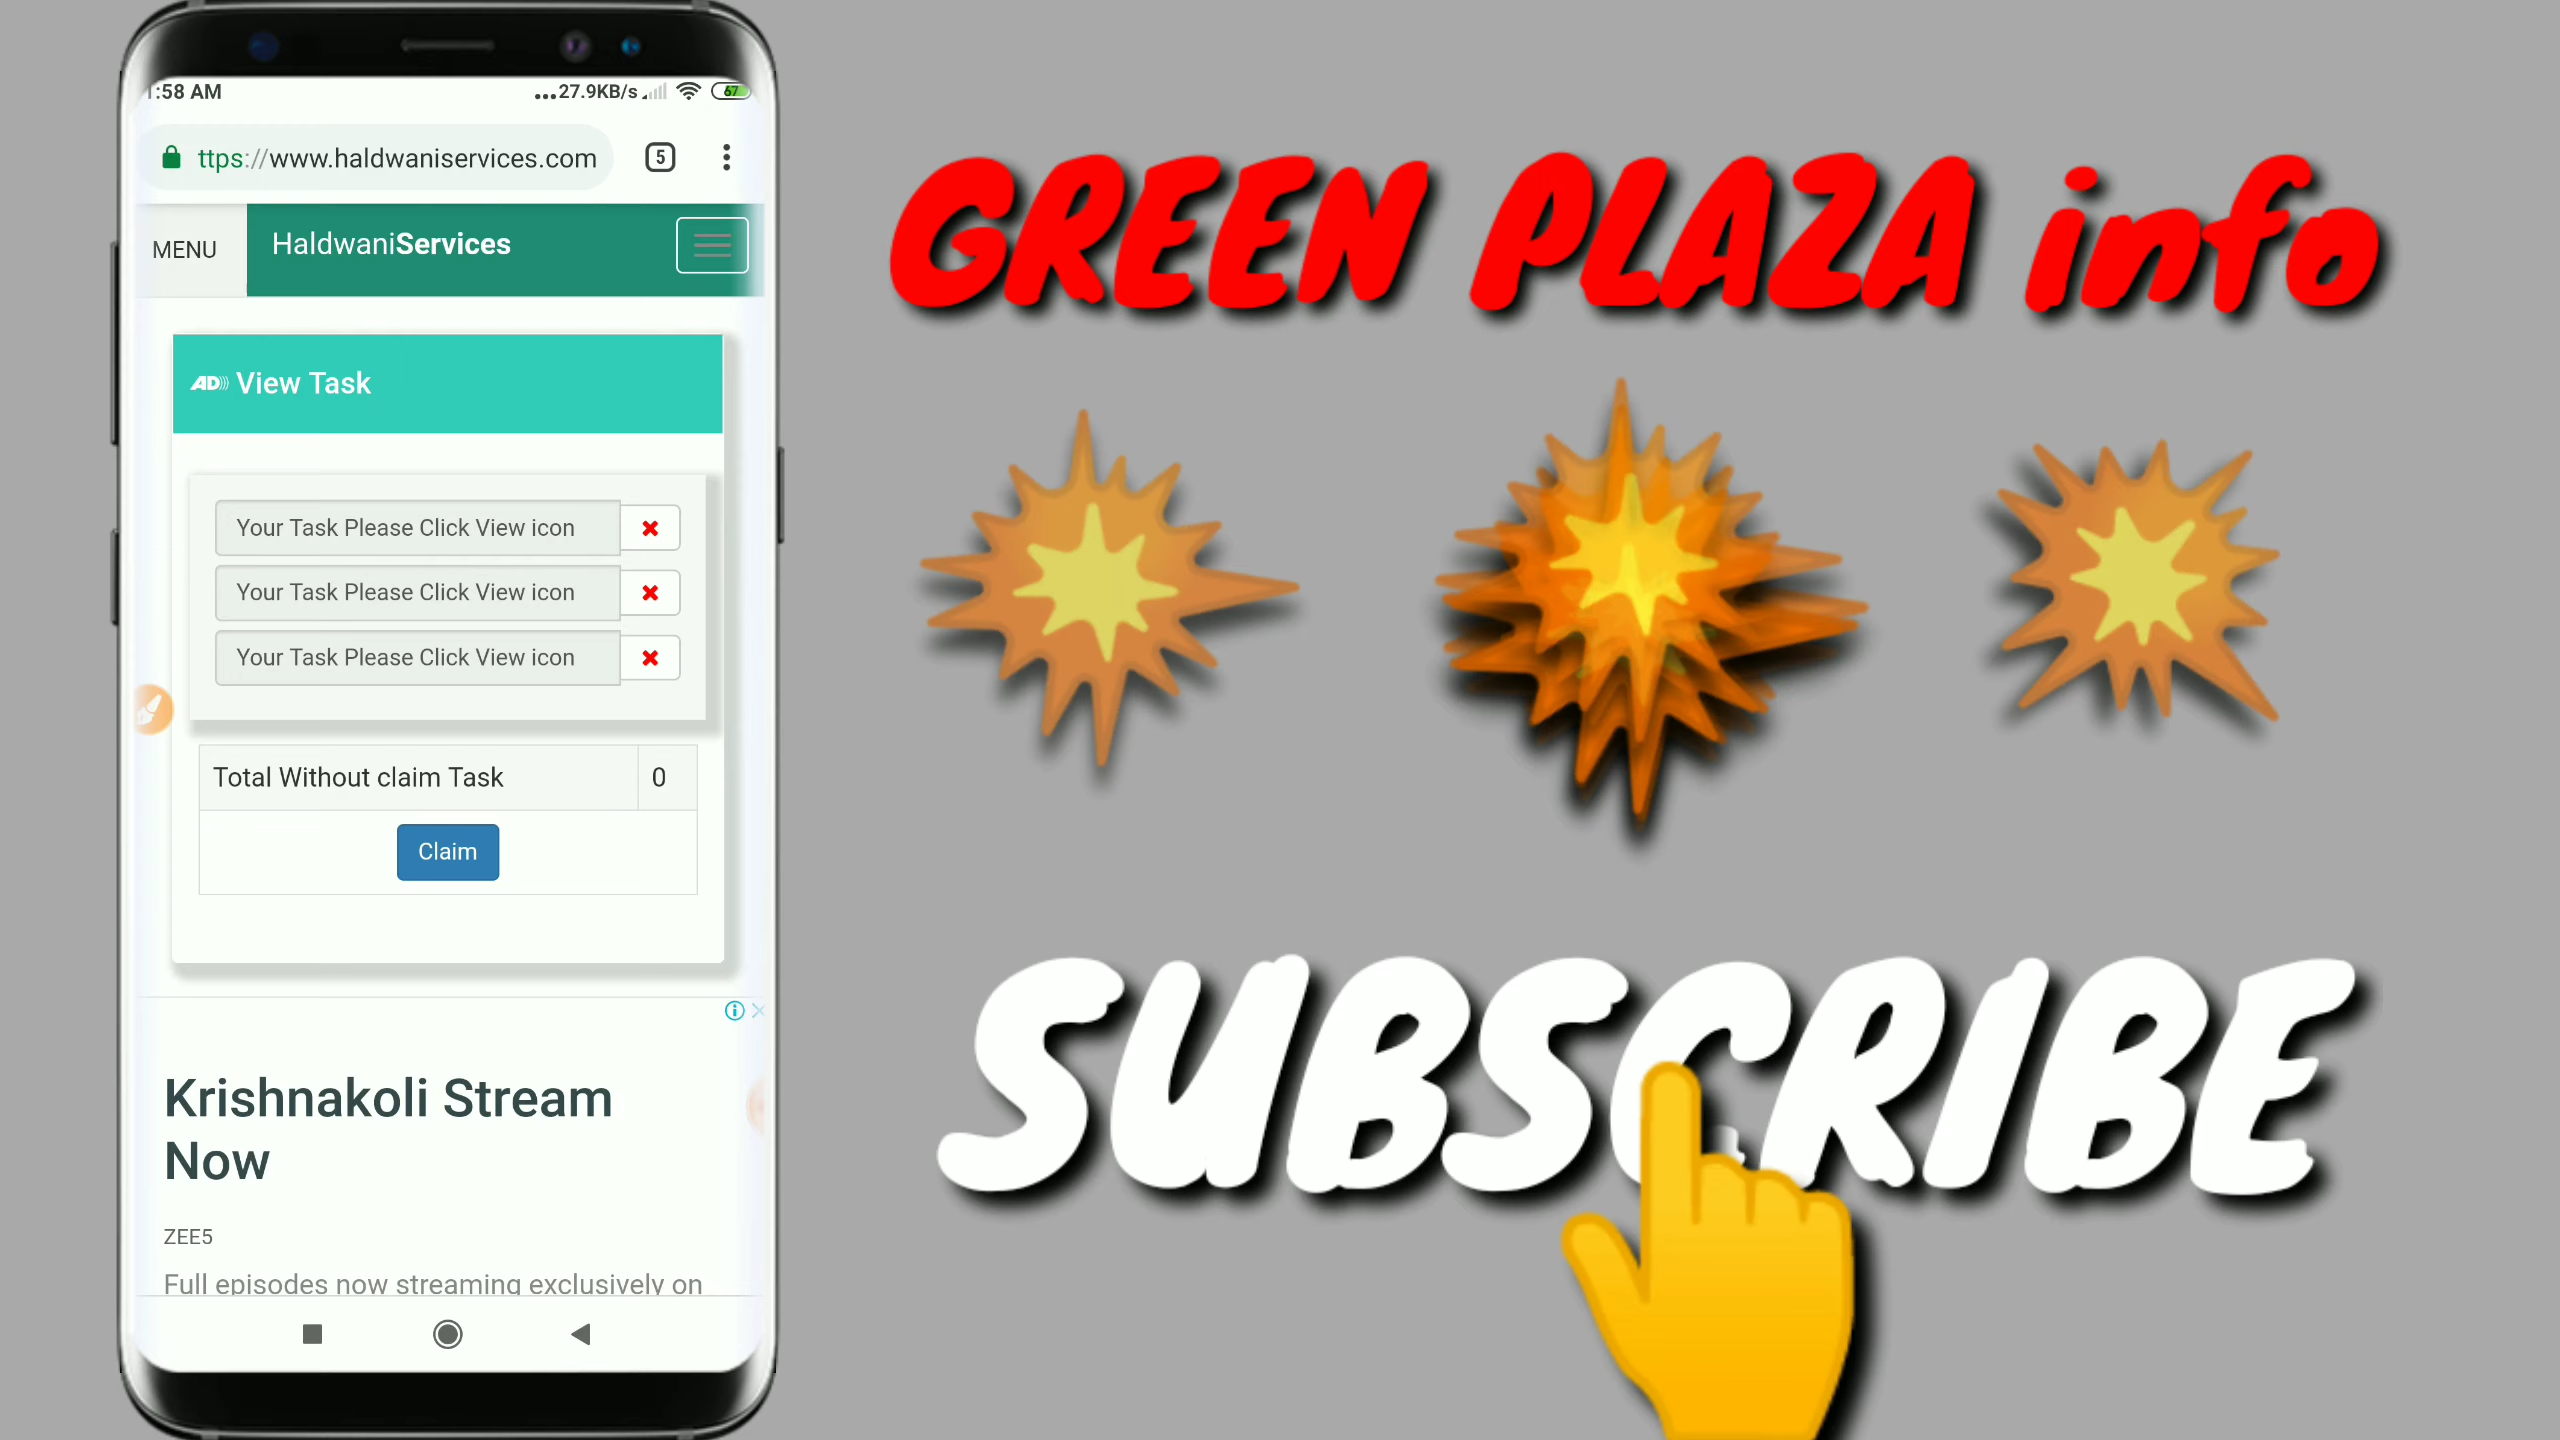 :58 AM
...27.9KB/s
67
ttps://www.haldwaniservices.com
5
MENU
HaldwaniServices
AD View Task
Your Task Please Click View icon
Your Task Please Click View icon
Your Task Please Click View icon
Total Without claim Task 0
Claim
Krishnakoli Stream
Now
ZEE5
Full episodes now streaming exclusively on
GREEN PLAZA info
SUBSCRIBE